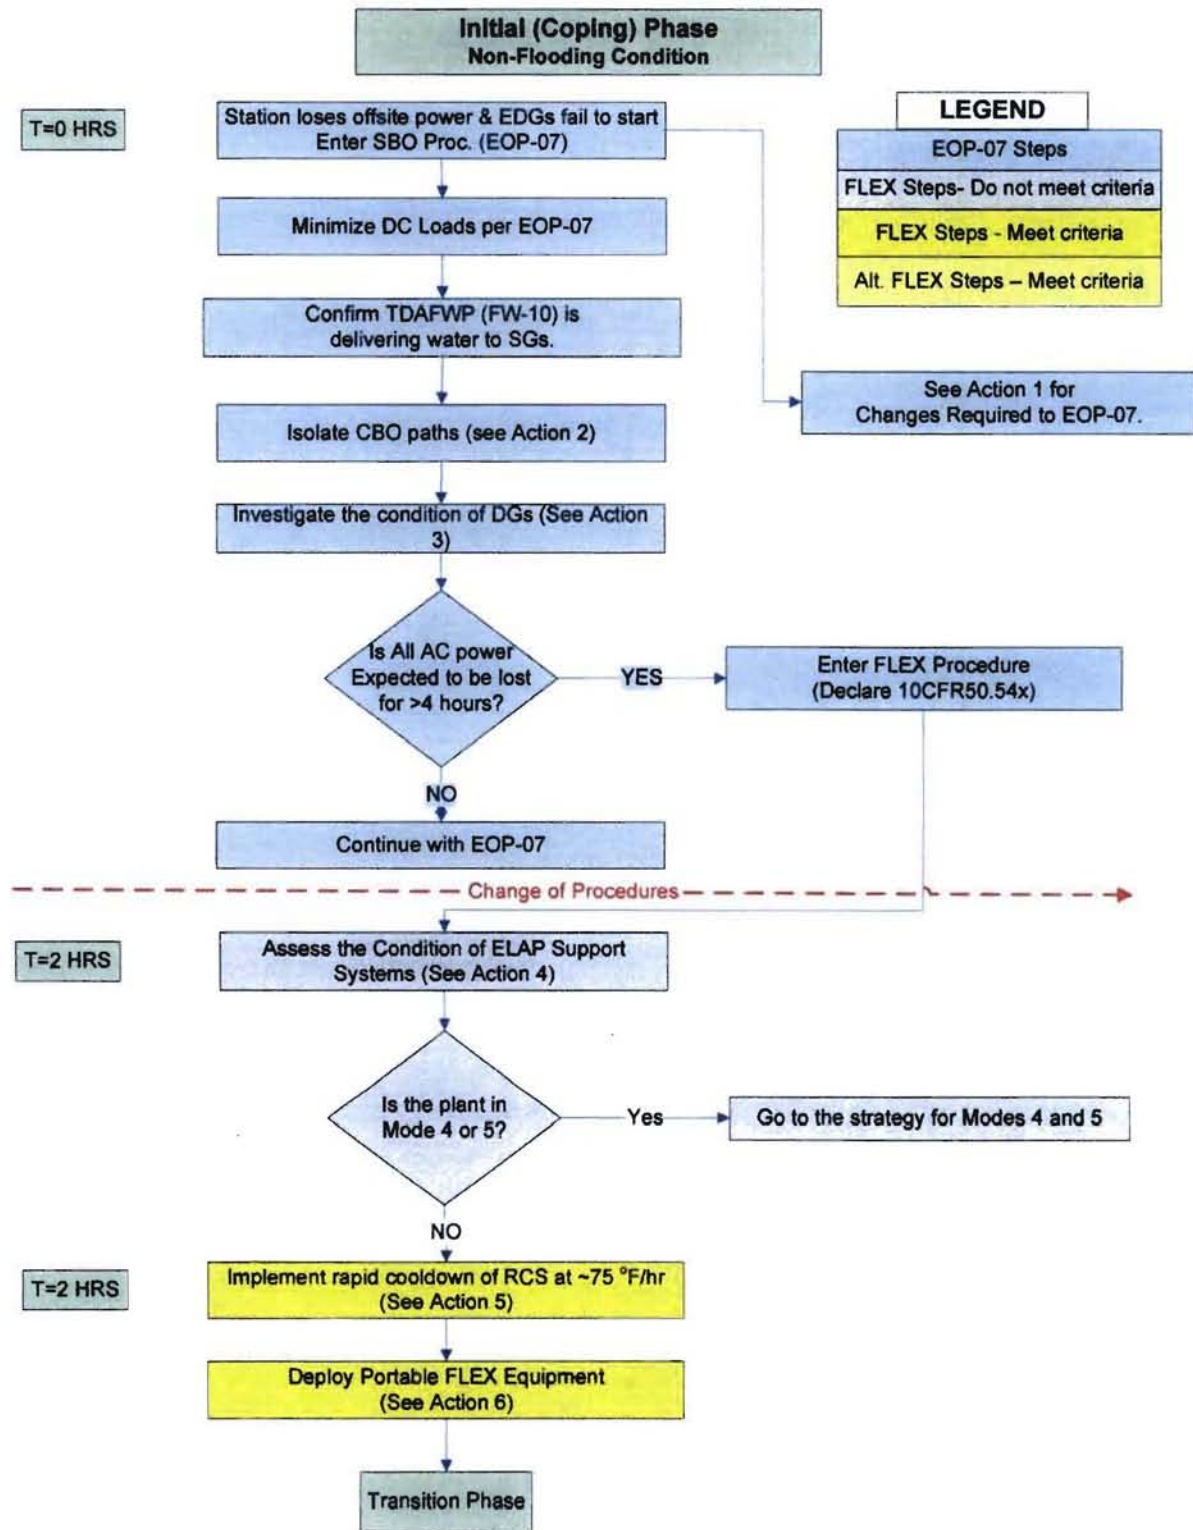 Initial (Coping) Phase
Non-Flooding Condition
T=0 HRS
Station loses offsite power & EDGs fail to start
Enter SBO Proc. (EOP-07)
LEGEND
EOP-07 Steps
FLEX Steps- Do not meet criteria
FLEX Steps - Meet criteria
Alt. FLEX Steps – Meet criteria
Minimize DC Loads per EOP-07
Confirm TDAFWP (FW-10) is
delivering water to SGs.
See Action 1 for
Changes Required to EOP-07.
Isolate CBO paths (see Action 2)
Investigate the condition of DGs (See Action
3)
Is All AC power
Expected to be lost
for >4 hours?
YES
Enter FLEX Procedure
(Declare 10CFR50.54x)
NO
Continue with EOP-07
Change of Procedures
T=2 HRS
Assess the Condition of ELAP Support
Systems (See Action 4)
Is the plant in
Mode 4 or 5?
Yes
Go to the strategy for Modes 4 and 5
NO
T=2 HRS
Implement rapid cooldown of RCS at ~75 °F/hr
(See Action 5)
Deploy Portable FLEX Equipment
(See Action 6)
Transition Phase